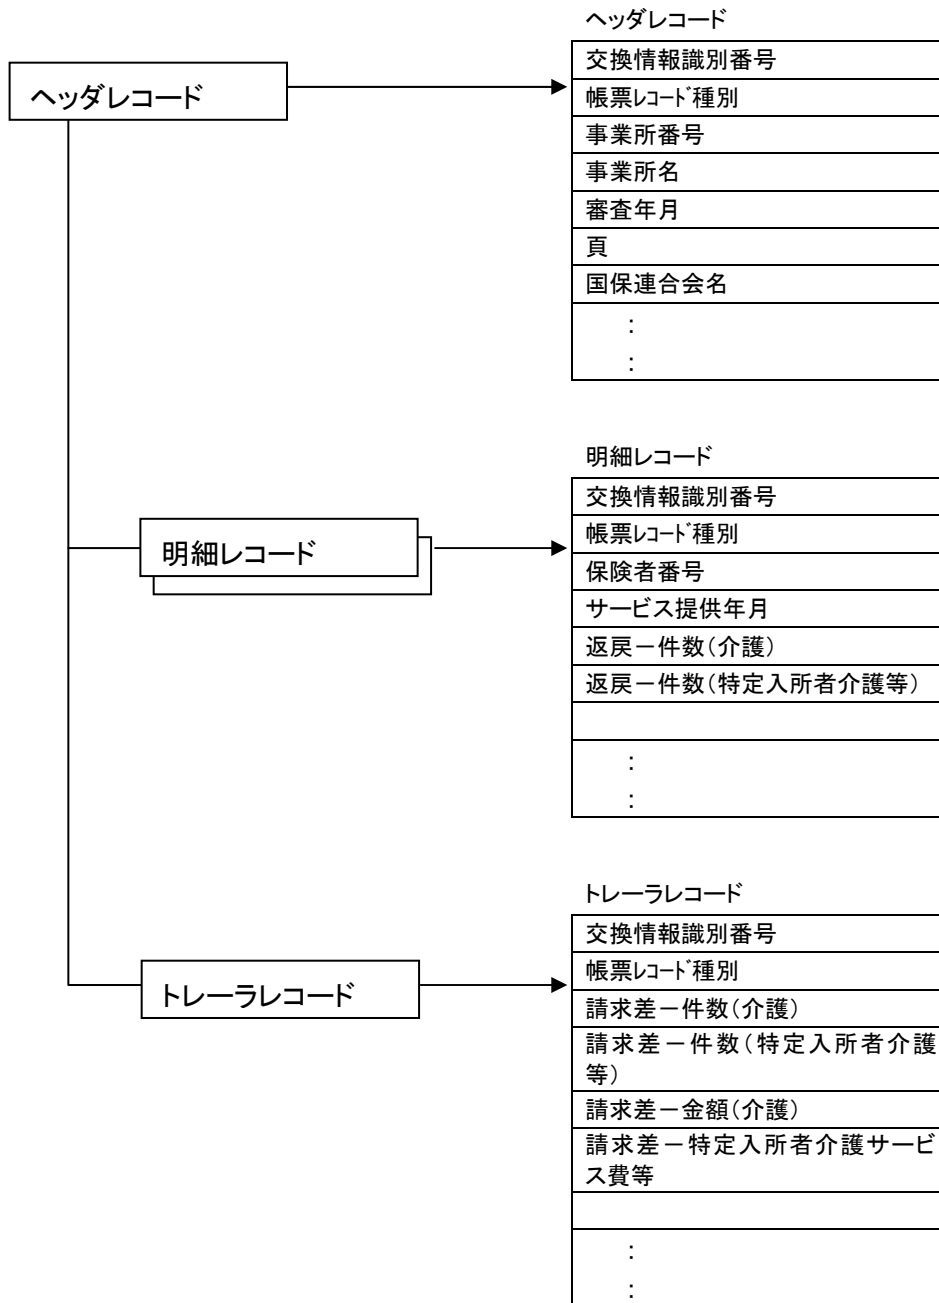 ヘッダレコード
ヘッダレコード
交換情報識別番号
帳票ﾚｺｰﾄﾞ種別
事業所番号
事業所名
審査年月
頁
国保連合会名
：
：
明細レコード
明細レコード
交換情報識別番号
帳票ﾚｺｰﾄﾞ種別
保険者番号
サービス提供年月
返戻－件数（介護）
返戻－件数（特定入所者介護等）
：
：
トレーラレコード
トレーラレコード
交換情報識別番号
帳票ﾚｺｰﾄﾞ種別
請求差－件数（介護）
請求差－件数（特定入所者介護
等）
請求差－金額（介護）
請求差－特定入所者介護サービ
ス費等
：
：